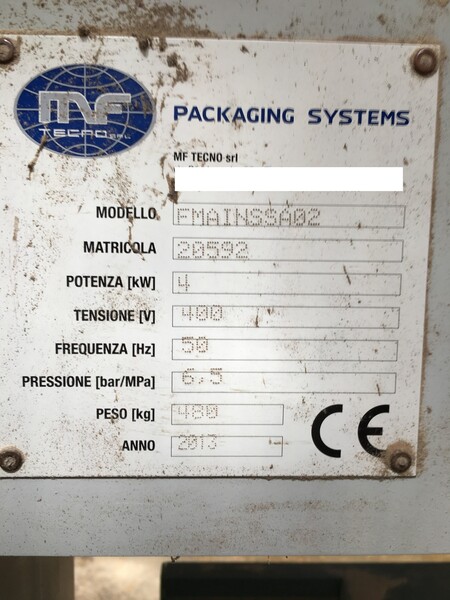 MF
TECNO SRL
PACKAGING SYSTEMS
MF TECNO srl
MODELLO FMAINSSA02
MATRICOLA 20592
POTENZA [kW] 4
TENSIONE [V] 400
FREQUENZA [Hz] 50
PRESSIONE [bar/MPa] 6,5
PESO [kg] 480
ANNO 2013
CE